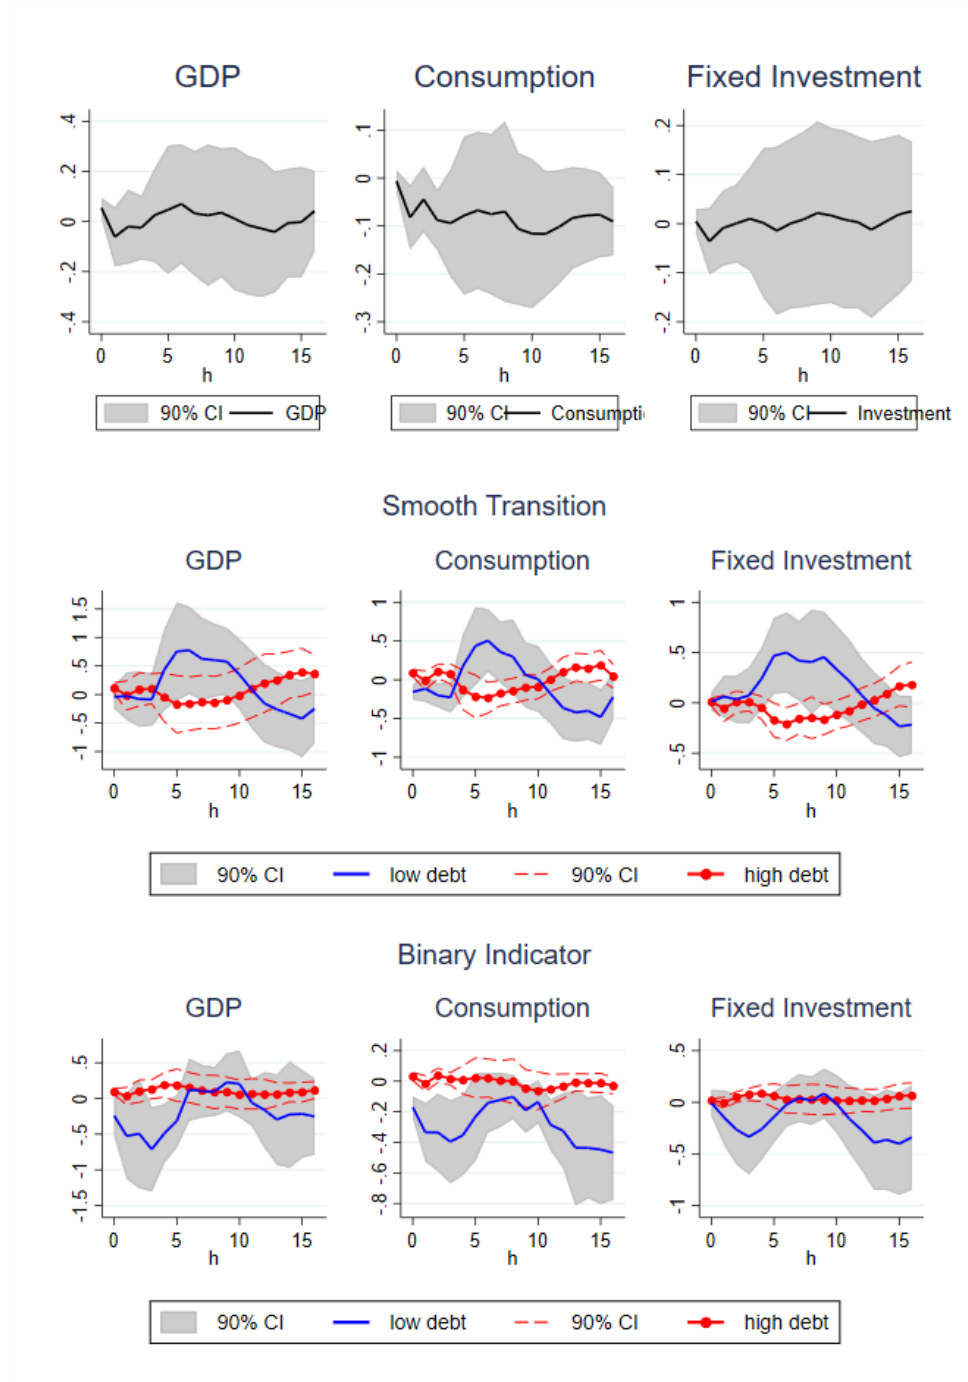 GDP Consumption Fixed Investment
.4 .2 0 -.2 -.4
.1 0 -.1 -.2 -.3
.2 .1 0 -.1 -.2
0 5 10 15 0 5 10 15 0 5 10 15
h h h
90% CI GDP 90% CI Consumpti 90% CI Investment
Smooth Transition
GDP Consumption Fixed Investment
1.5 1 .5 0 -.5 -1
1 .5 0 -.5 -1
1 .5 0 -.5
0 5 10 15 0 5 10 15 0 5 10 15
h h h
90% CI low debt 90% CI high debt
Binary Indicator
GDP Consumption Fixed Investment
.5 0 -.5 -1 -1.5
.2 0 -.2 -.4 -.6 -.8
.5 0 -.5 -1
0 5 10 15 0 5 10 15 0 5 10 15
h h h
90% CI low debt 90% CI high debt